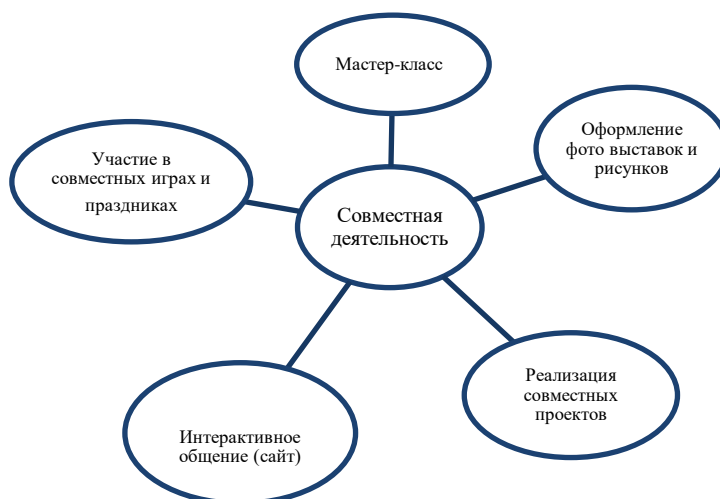 Мастер-класс
Оформление
фото выставок и
рисунков
Участие в
совместных играх и
праздниках
Совместная
деятельность
Реализация
совместных
проектов
Интерактивное
общение (сайт)